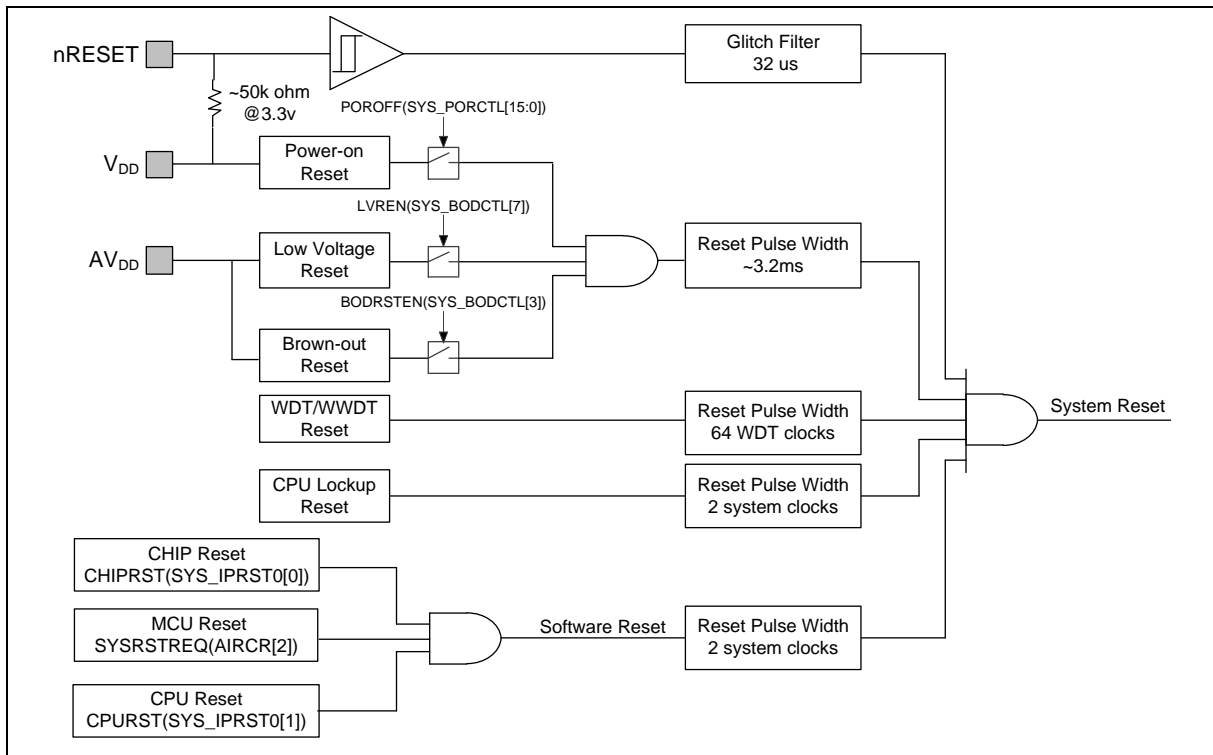 nRESET
Glitch Filter
32 us
~50k ohm
@3.3v
POROFF(SYS_PORCTL[15:0])
VDD
Power-on
Reset
LVREN(SYS_BODCTL[7])
AVDD
Low Voltage
Reset
Reset Pulse Width
~3.2ms
BODRSTEN(SYS_BODCTL[3])
Brown-out
Reset
WDT/WWDT
Reset
Reset Pulse Width
64 WDT clocks
System Reset
CPU Lockup
Reset
Reset Pulse Width
2 system clocks
CHIP Reset
CHIPRST(SYS_IPRST0[0])
MCU Reset
SYSRSTREQ(AIRCR[2])
Software Reset
Reset Pulse Width
2 system clocks
CPU Reset
CPURST(SYS_IPRST0[1])